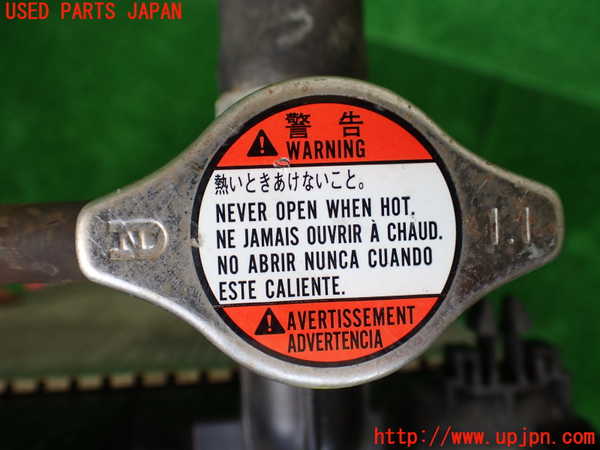 USED PARTS JAPAN
警告
WARNING
熱いときあけないこと。
NEVER OPEN WHEN HOT.
NE JAMAIS OUVRIR À CHAUD.
NO ABRIR NUNCA CUANDO
ESTE CALIENTE.
AVERTISSEMENT
ADVERTENCIA
ND
1.1
http://www.upjpn.com/